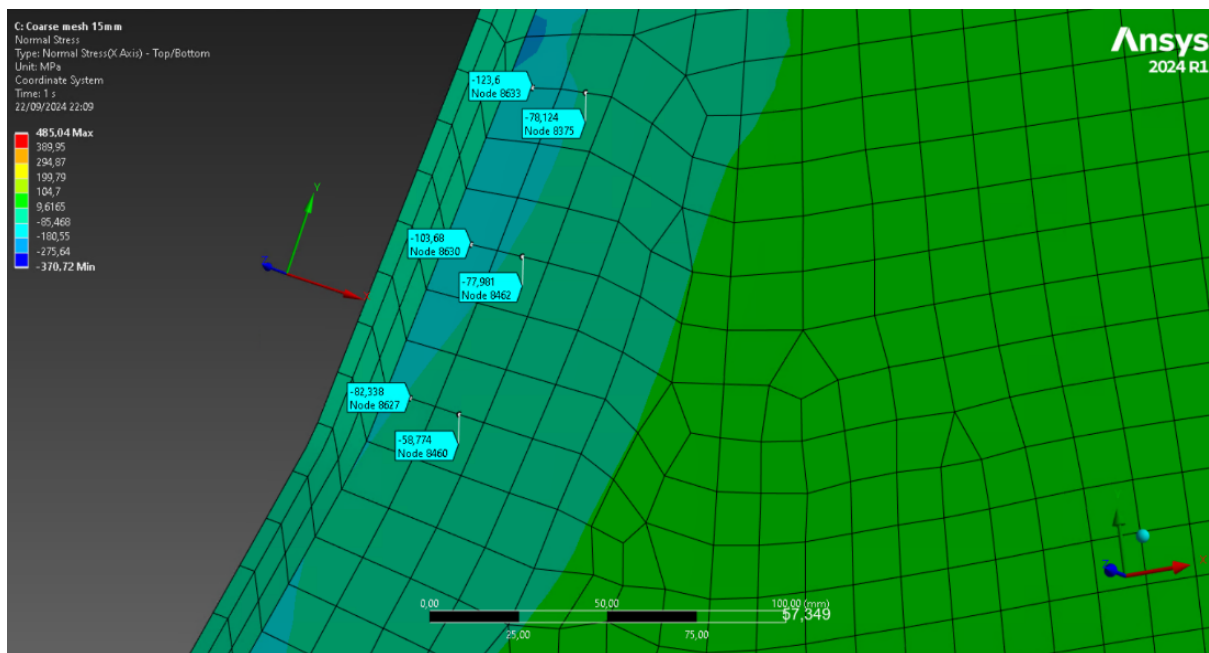 C: Coarse mesh 15mm
Normal Stress
Type: Normal Stress(X Axis) - Top/Bottom
Unit: MPa
Coordinate System
Time: 1 s
22/09/2024 22:09
485,04 Max
389,95
294,87
199,79
104,7
9,6165
-85,468
-180,55
-275,64
-370,72 Min
Ansys
2024 R1
-123,6
Node 8633
-78,124
Node 8375
-103,68
Node 8630
-77,981
Node 8462
-82,338
Node 8627
-58,774
Node 8460
Y
Z
0,00
50,00
100,00 (mm)
57,349
25,00
75,00